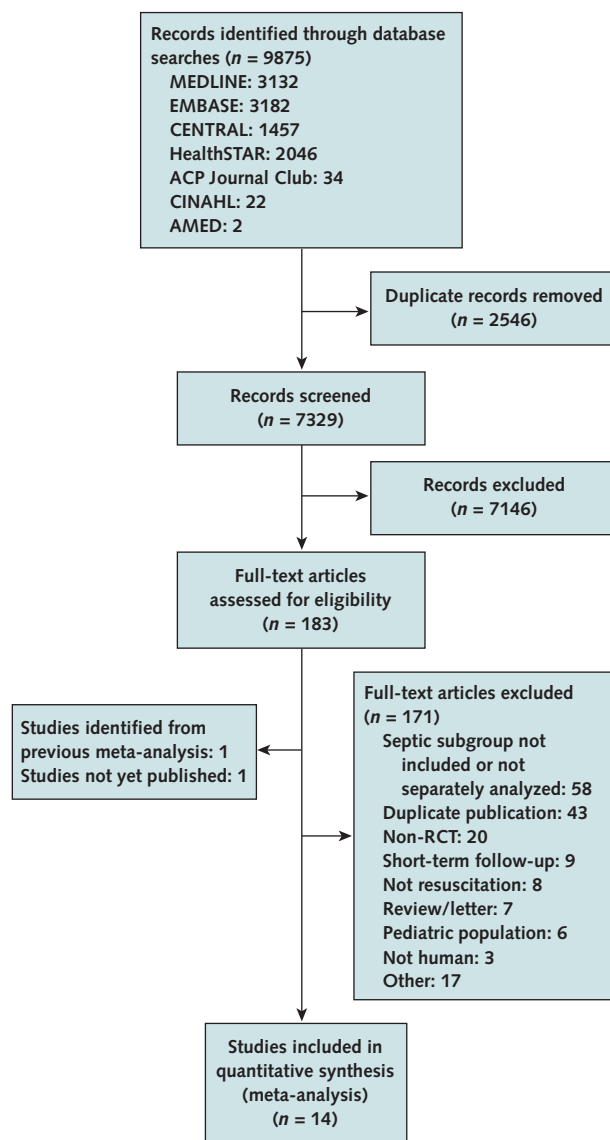 Records identified through database
searches (n = 9875)
MEDLINE: 3132
EMBASE: 3182
CENTRAL: 1457
HealthSTAR: 2046
ACP Journal Club: 34
CINAHL: 22
AMED: 2
Duplicate records removed
(n = 2546)
Records screened
(n = 7329)
Records excluded
(n = 7146)
Full-text articles
assessed for eligibility
(n = 183)
Studies identified from
previous meta-analysis: 1
Studies not yet published: 1
Full-text articles excluded
(n = 171)
Septic subgroup not
included or not
separately analyzed: 58
Duplicate publication: 43
Non-RCT: 20
Short-term follow-up: 9
Not resuscitation: 8
Review/letter: 7
Pediatric population: 6
Not human: 3
Other: 17
Studies included in
quantitative synthesis
(meta-analysis)
(n = 14)